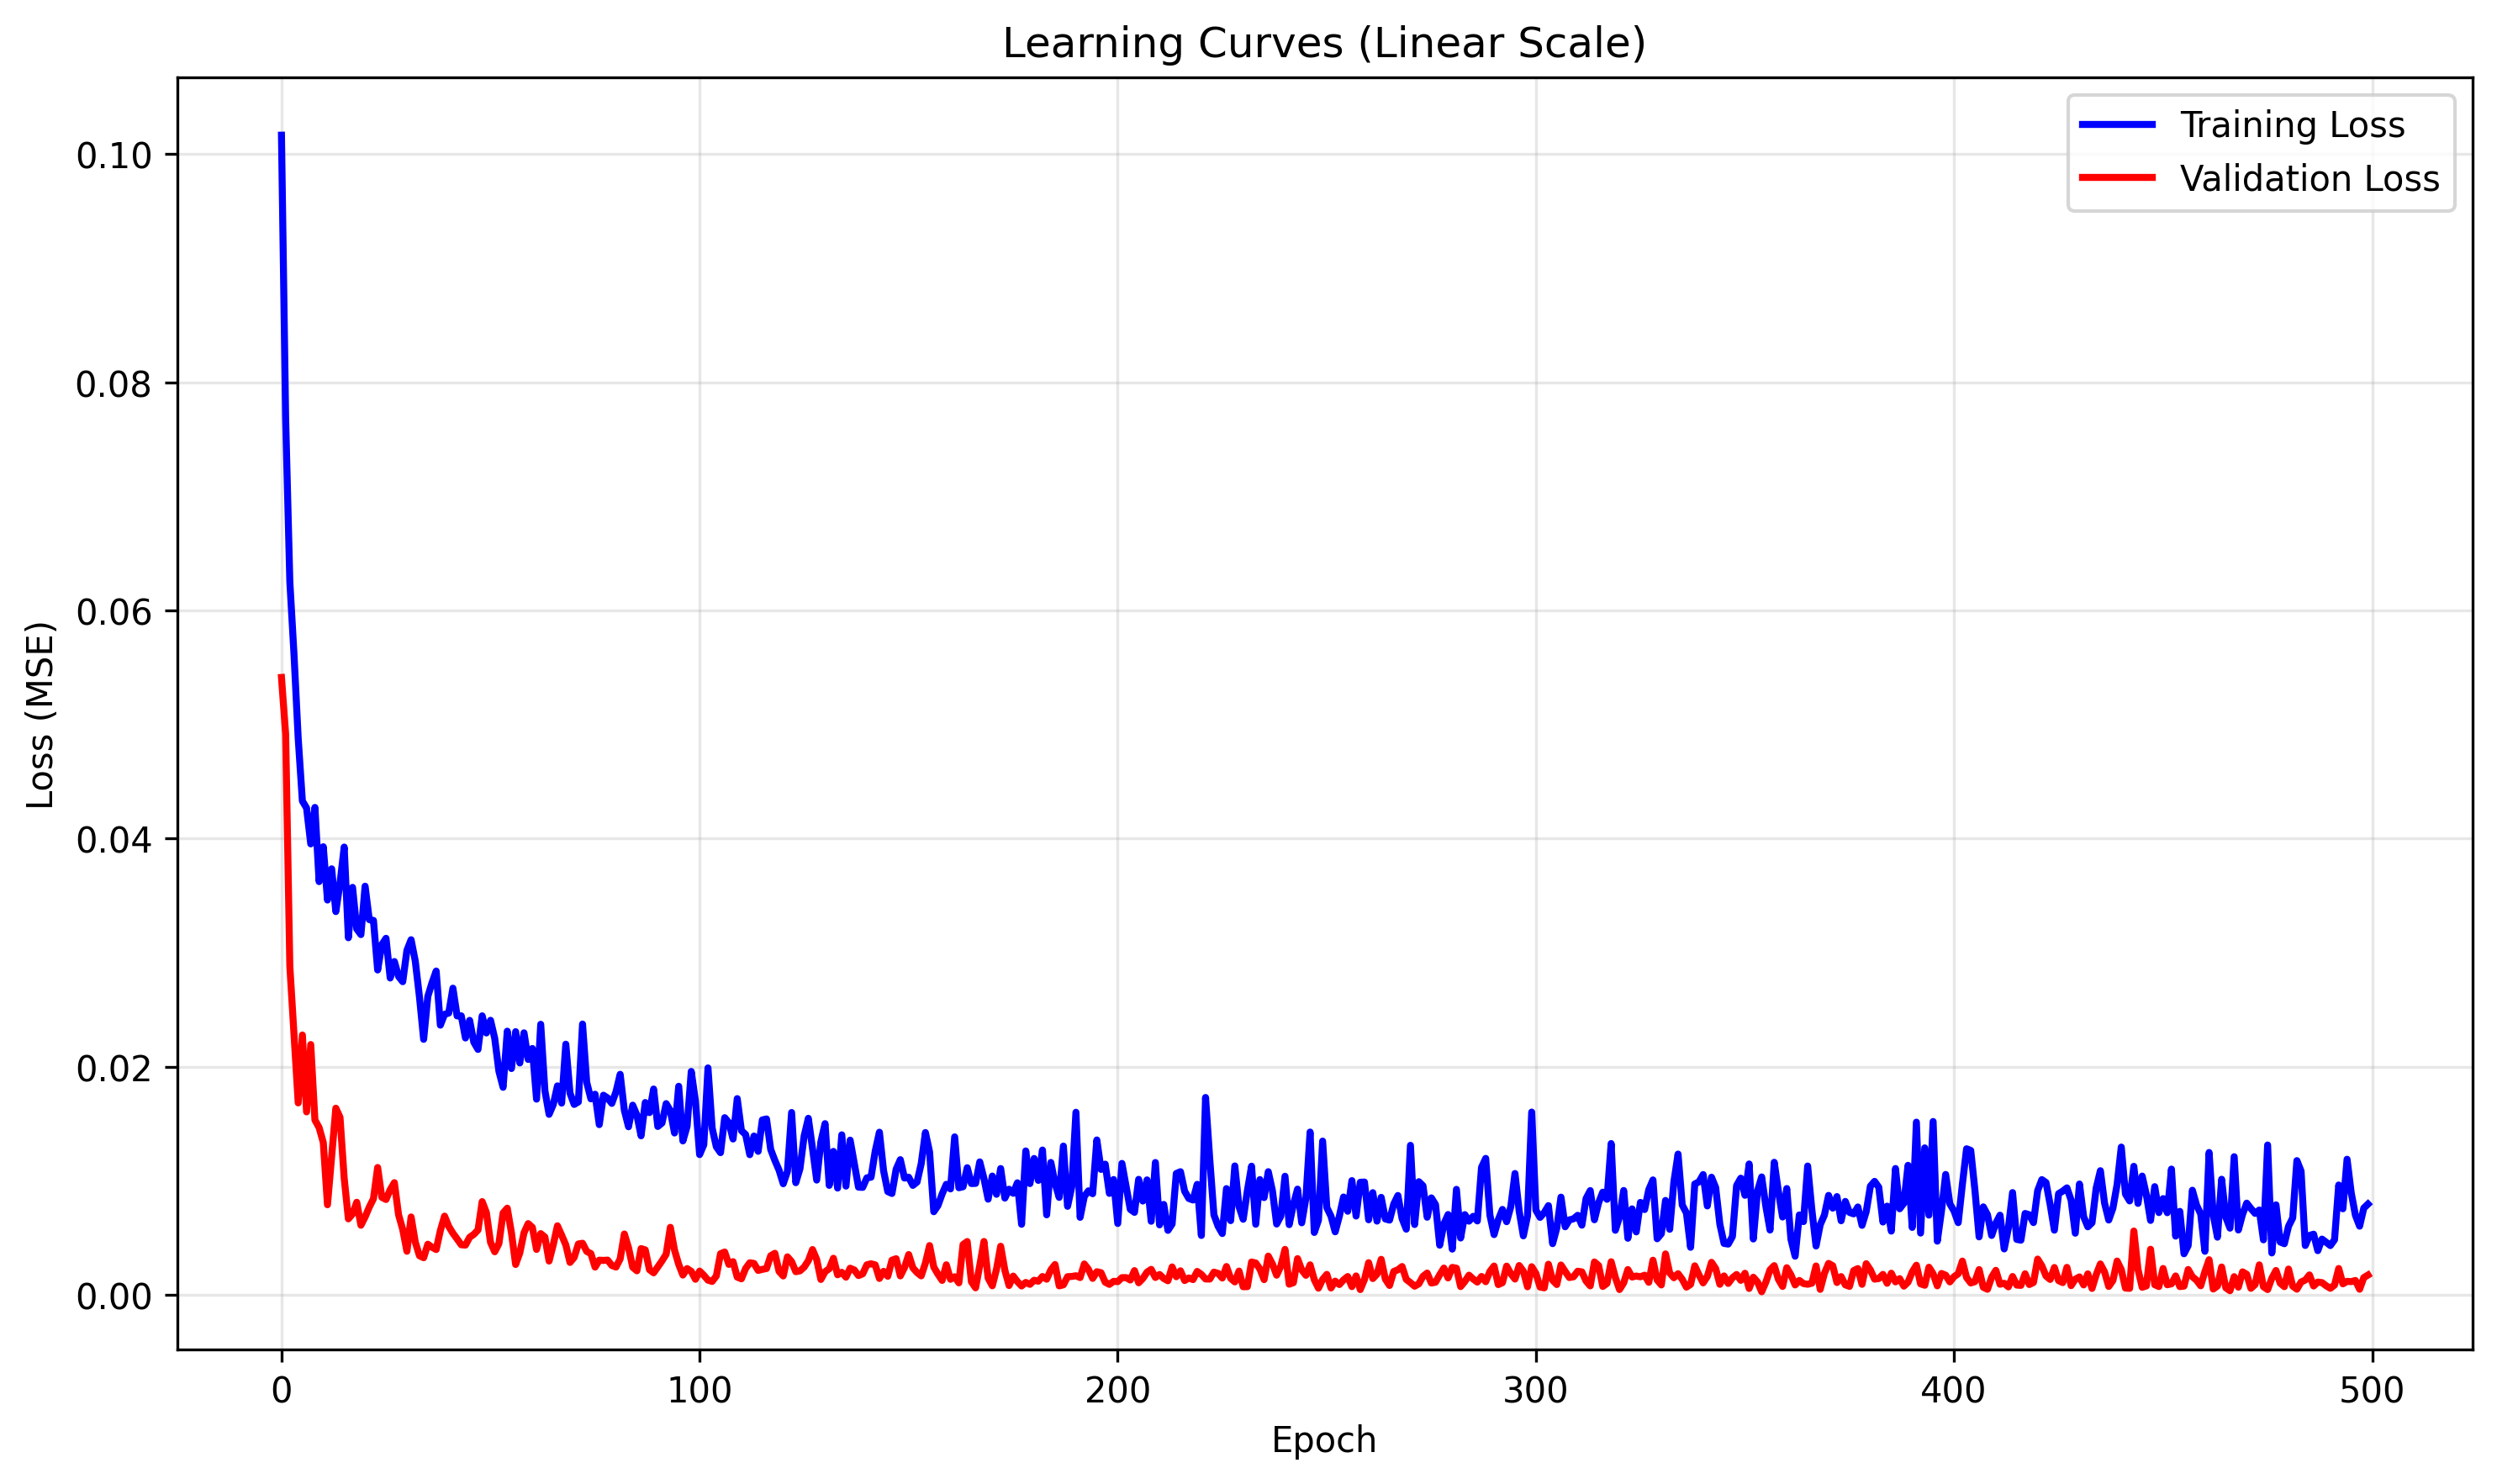 Learning Curves (Linear Scale)
Training Loss
Validation Loss
0.10
0.08
0.06
0.04
0.02
0.00
Loss (MSE)
0 100 200 300 400 500
Epoch